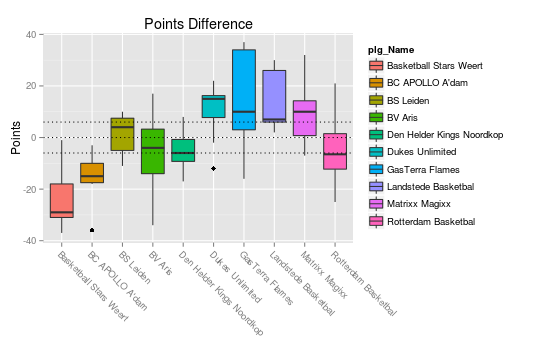 Points Difference
Points
40
20
0
-20
-40
Basketball Stars Weert
BC APOLLO A'dam
BS Leiden
BV Aris
Den Helder Kings Noordkop
Dukes Unlimited
GasTerra Flames
Landstede Basketbal
Matrixx Magixx
Rotterdam Basketbal
plg_Name
Basketball Stars Weert
BC APOLLO A'dam
BS Leiden
BV Aris
Den Helder Kings Noordkop
Dukes Unlimited
GasTerra Flames
Landstede Basketbal
Matrixx Magixx
Rotterdam Basketbal